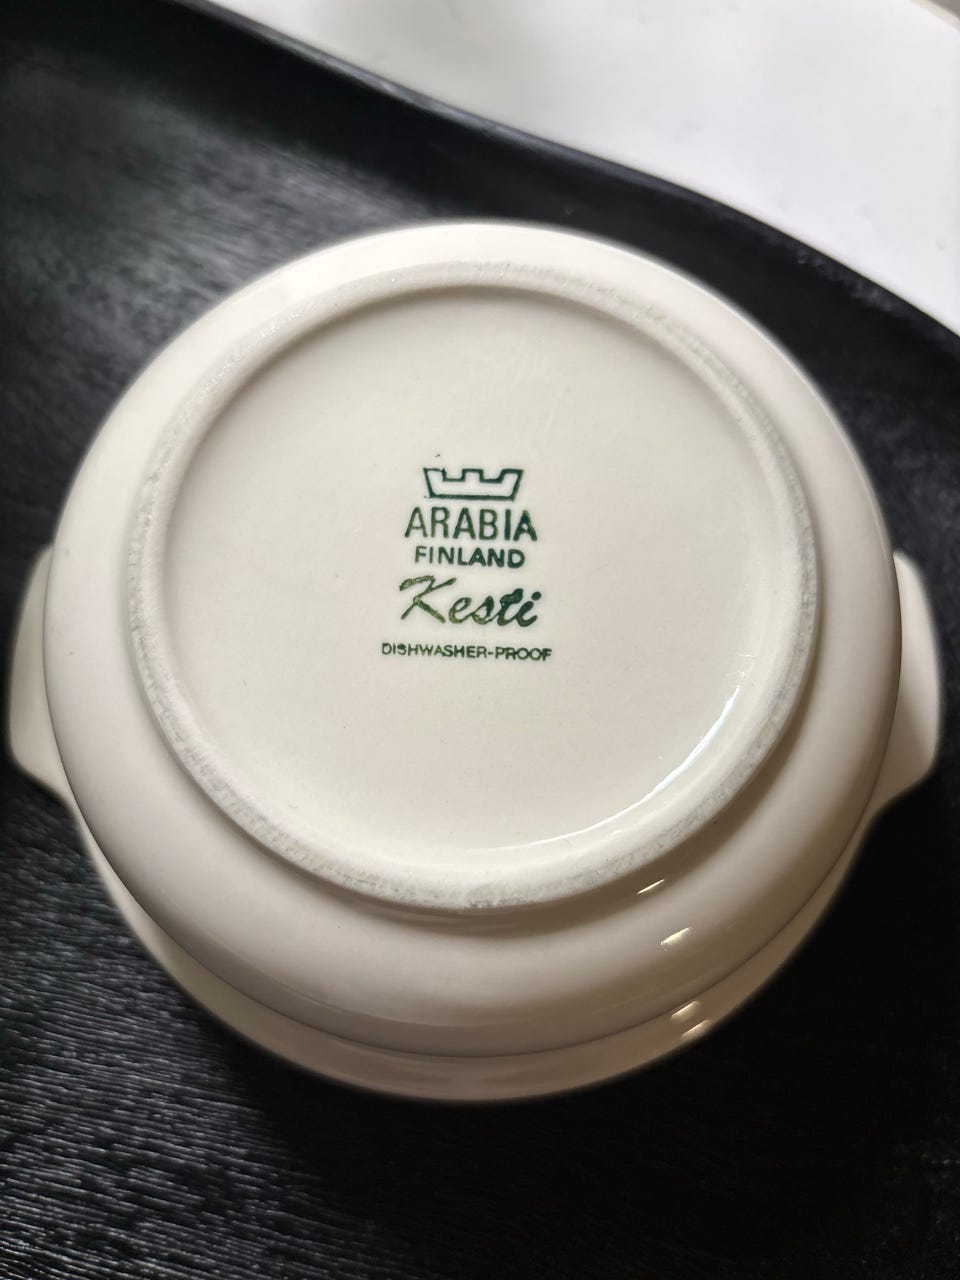 ARABIA
FINLAND
Kesti
DISHWASHER-PROOF